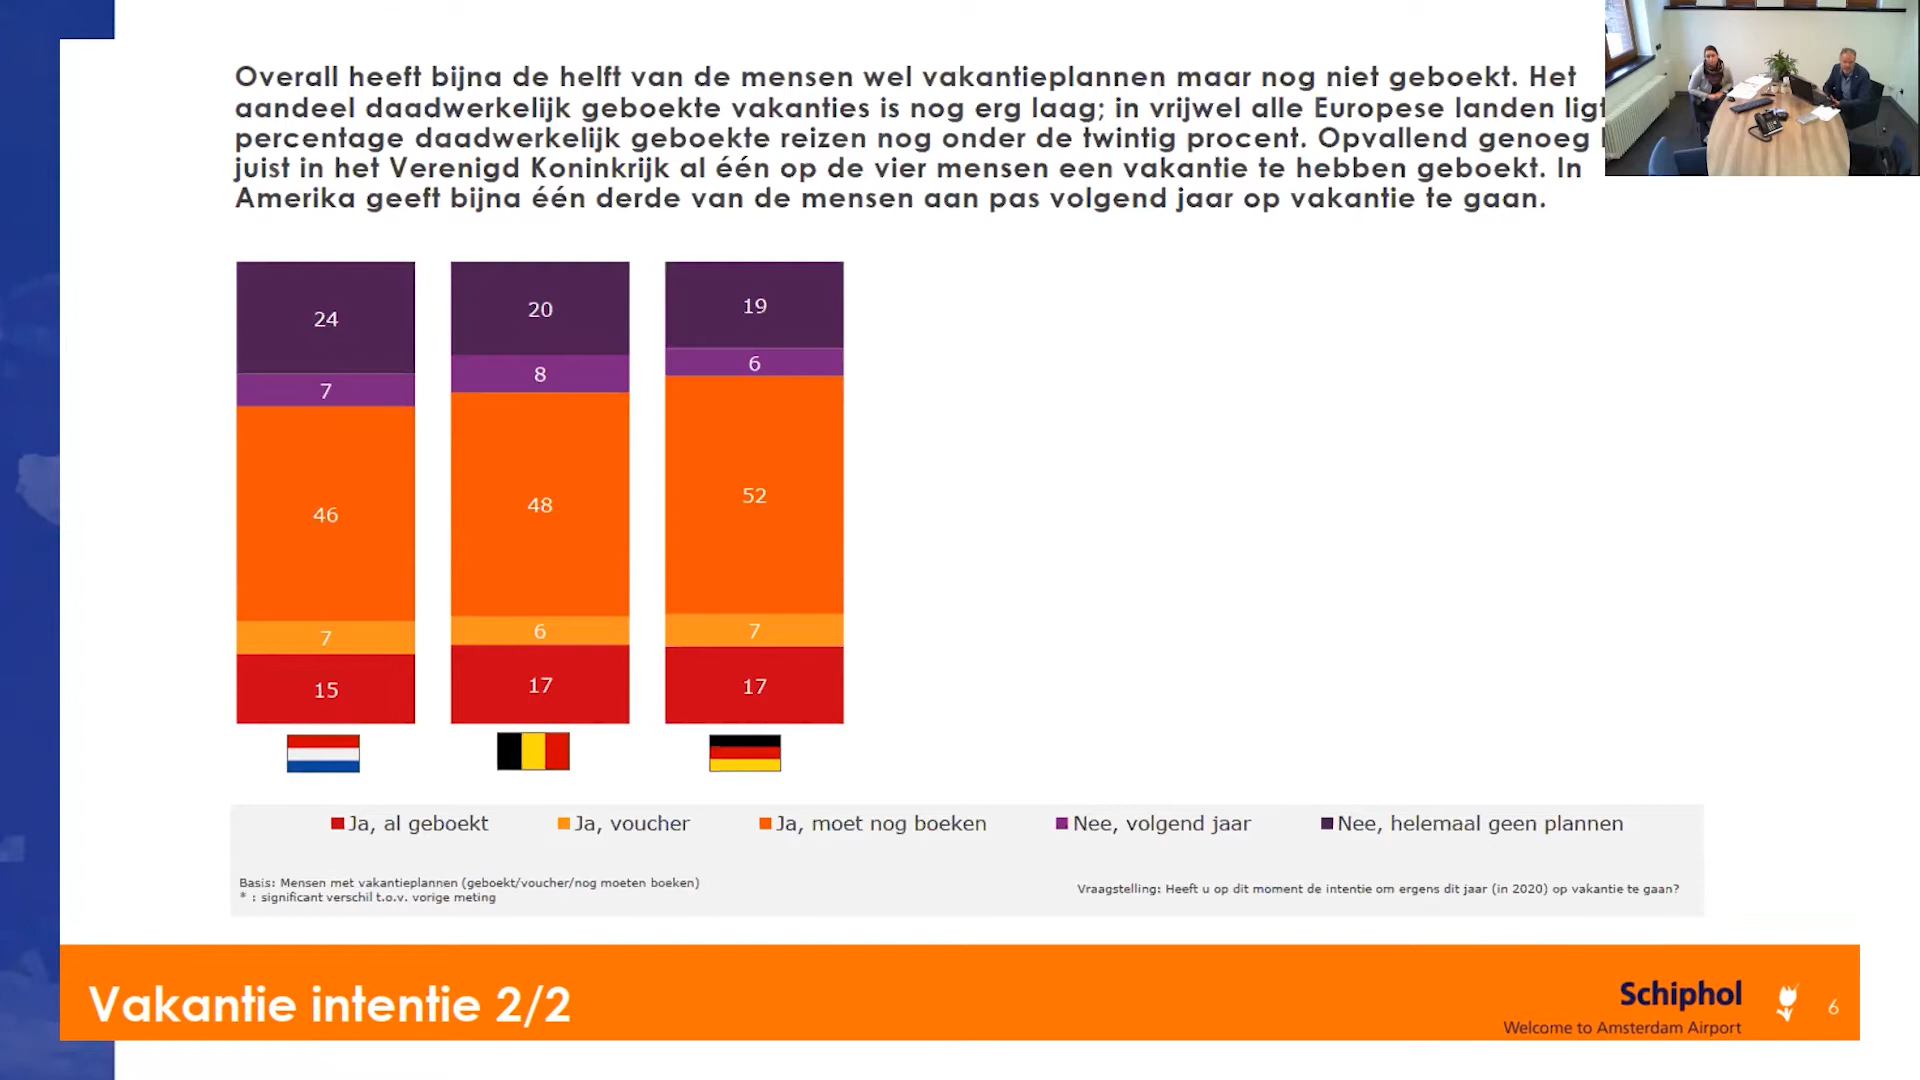 Overall heeft bijna de helft van de mensen wel vakantieplannen maar nog niet geboekt. Het
aandeel daadwerkelijk geboekte vakanties is nog erg laag; in vrijwel alle Europese landen ligt
percentage daadwerkelijk geboekte reizen nog onder de twintig procent. Opvallend genoeg
juist in het Verenigd Koninkrijk al één op de vier mensen een vakantie te hebben geboekt. In
Amerika geeft bijna één derde van de mensen aan pas volgend jaar op vakantie te gaan.
24 20 19
7 8 6
46 48 52
7 6 7
15 17 17
Ja, al geboekt Ja, voucher Ja, moet nog boeken Nee, volgend jaar Nee, helemaal geen plannen
Basis: Mensen met vakantieplannen (geboekt/voucher/nog moeten boeken)
* : significant verschil t.o.v. vorige meting
Vraagstelling: Heeft u op dit moment de intentie om ergens dit jaar (in 2020) op vakantie te gaan?
Vakantie intentie 2/2
Schiphol
Welcome to Amsterdam Airport
6